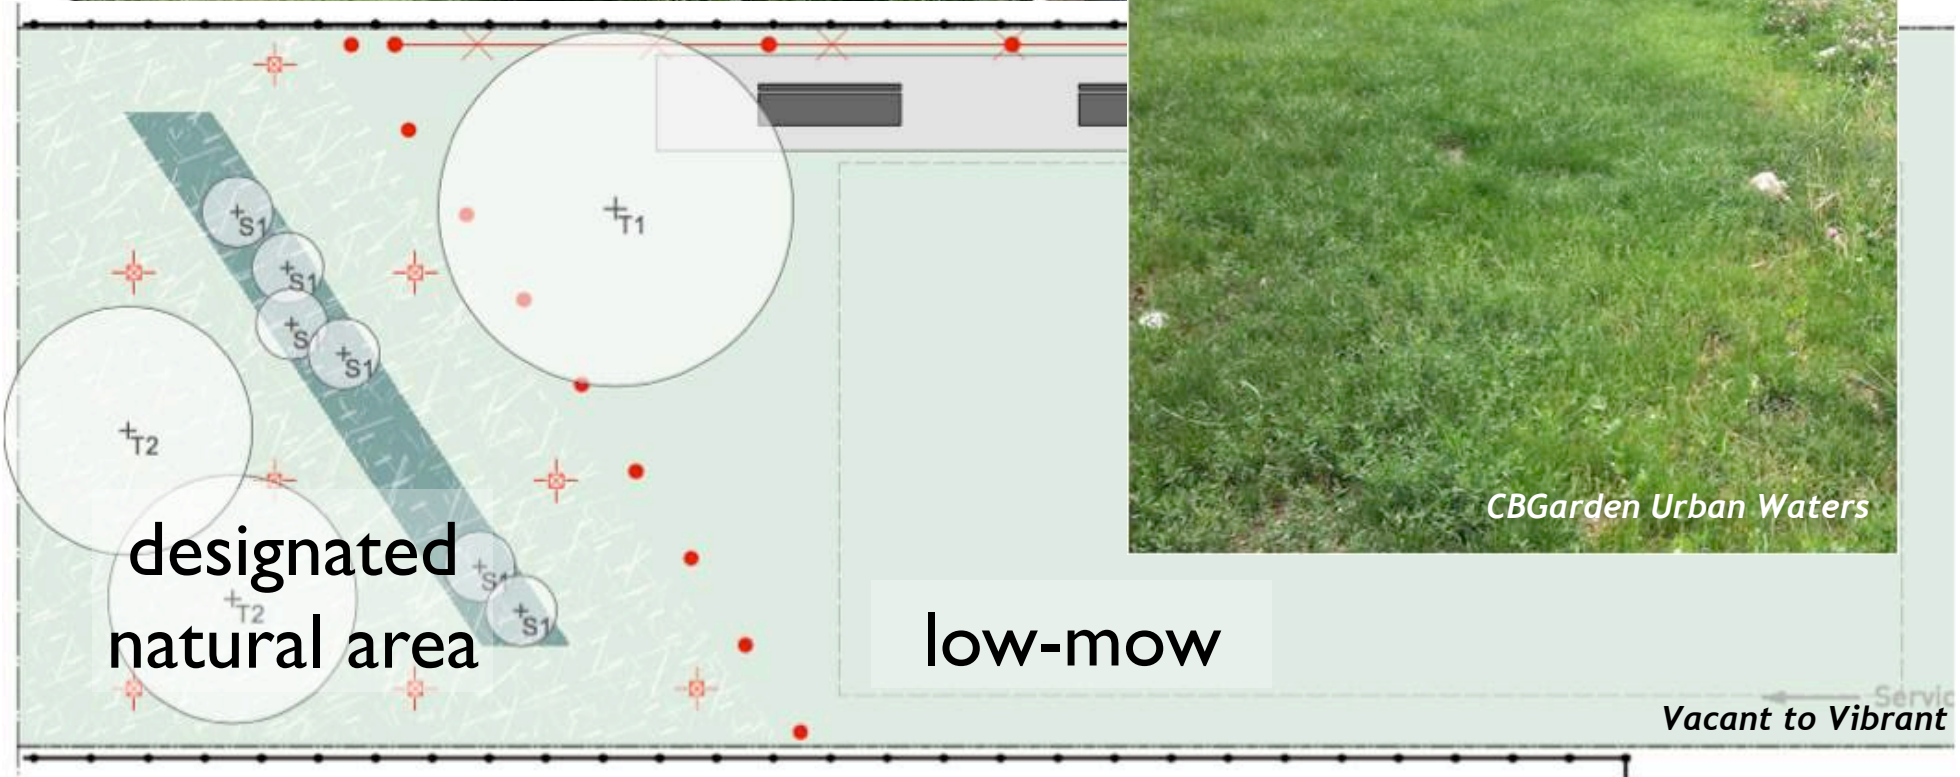 S1
T1
S1
S
S1
T2
designated
S1
T2
S1
natural area
low-mow
CBGarden Urban Waters
Vacant to Vibrant